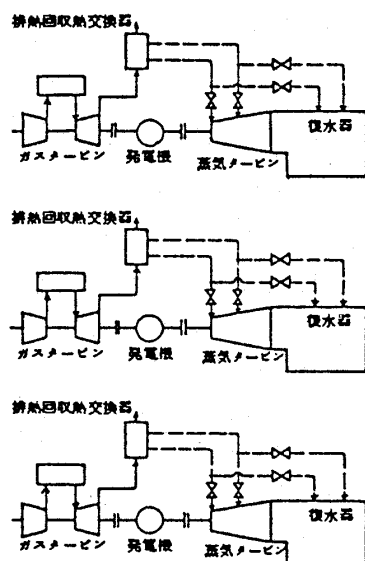 排熱回収熱交換器
復水器
ガスタービン
発電機
蒸気タービン
排熱回収熱交換器
復水器
ガスタービン
発電機
蒸気タービン
排熱回収熱交換器
復水器
ガスタービン
発電機
蒸気タービン